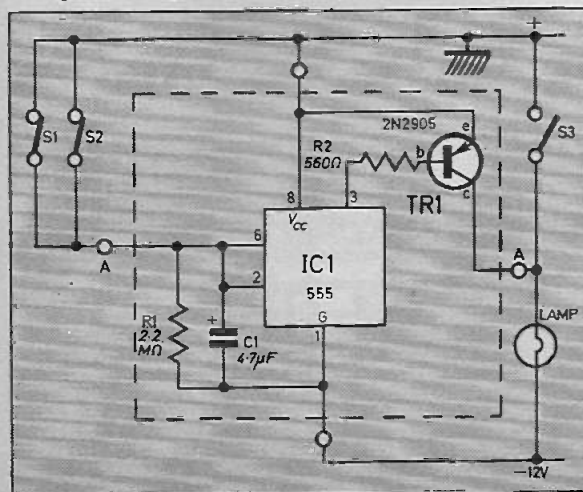 +
S1
S2
S3
2N2905
e
R2
560Ω
b
c
TR1
8
3
VCC
6
A
IC1
A
2
555
+
R1
2.2
MΩ
C1
4.7µF
G
1
LAMP
−12V